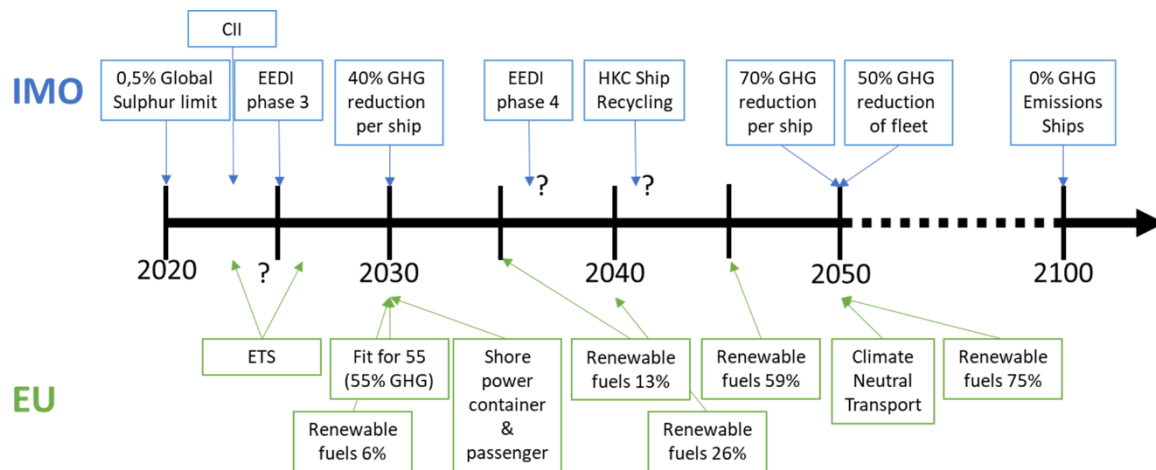 CII
IMO
0,5% Global
Sulphur limit
EEDI
phase 3
40% GHG
reduction
per ship
EEDI
phase 4
HKC Ship
Recycling
70% GHG
reduction
per ship
50% GHG
reduction
of fleet
0% GHG
Emissions
Ships
?
?
2020
?
2030
2040
2050
2100
EU
ETS
Fit for 55
(55% GHG)
Shore
power
container
&
passenger
Renewable
fuels 13%
Renewable
fuels 59%
Climate
Neutral
Transport
Renewable
fuels 75%
Renewable
fuels 6%
Renewable
fuels 26%